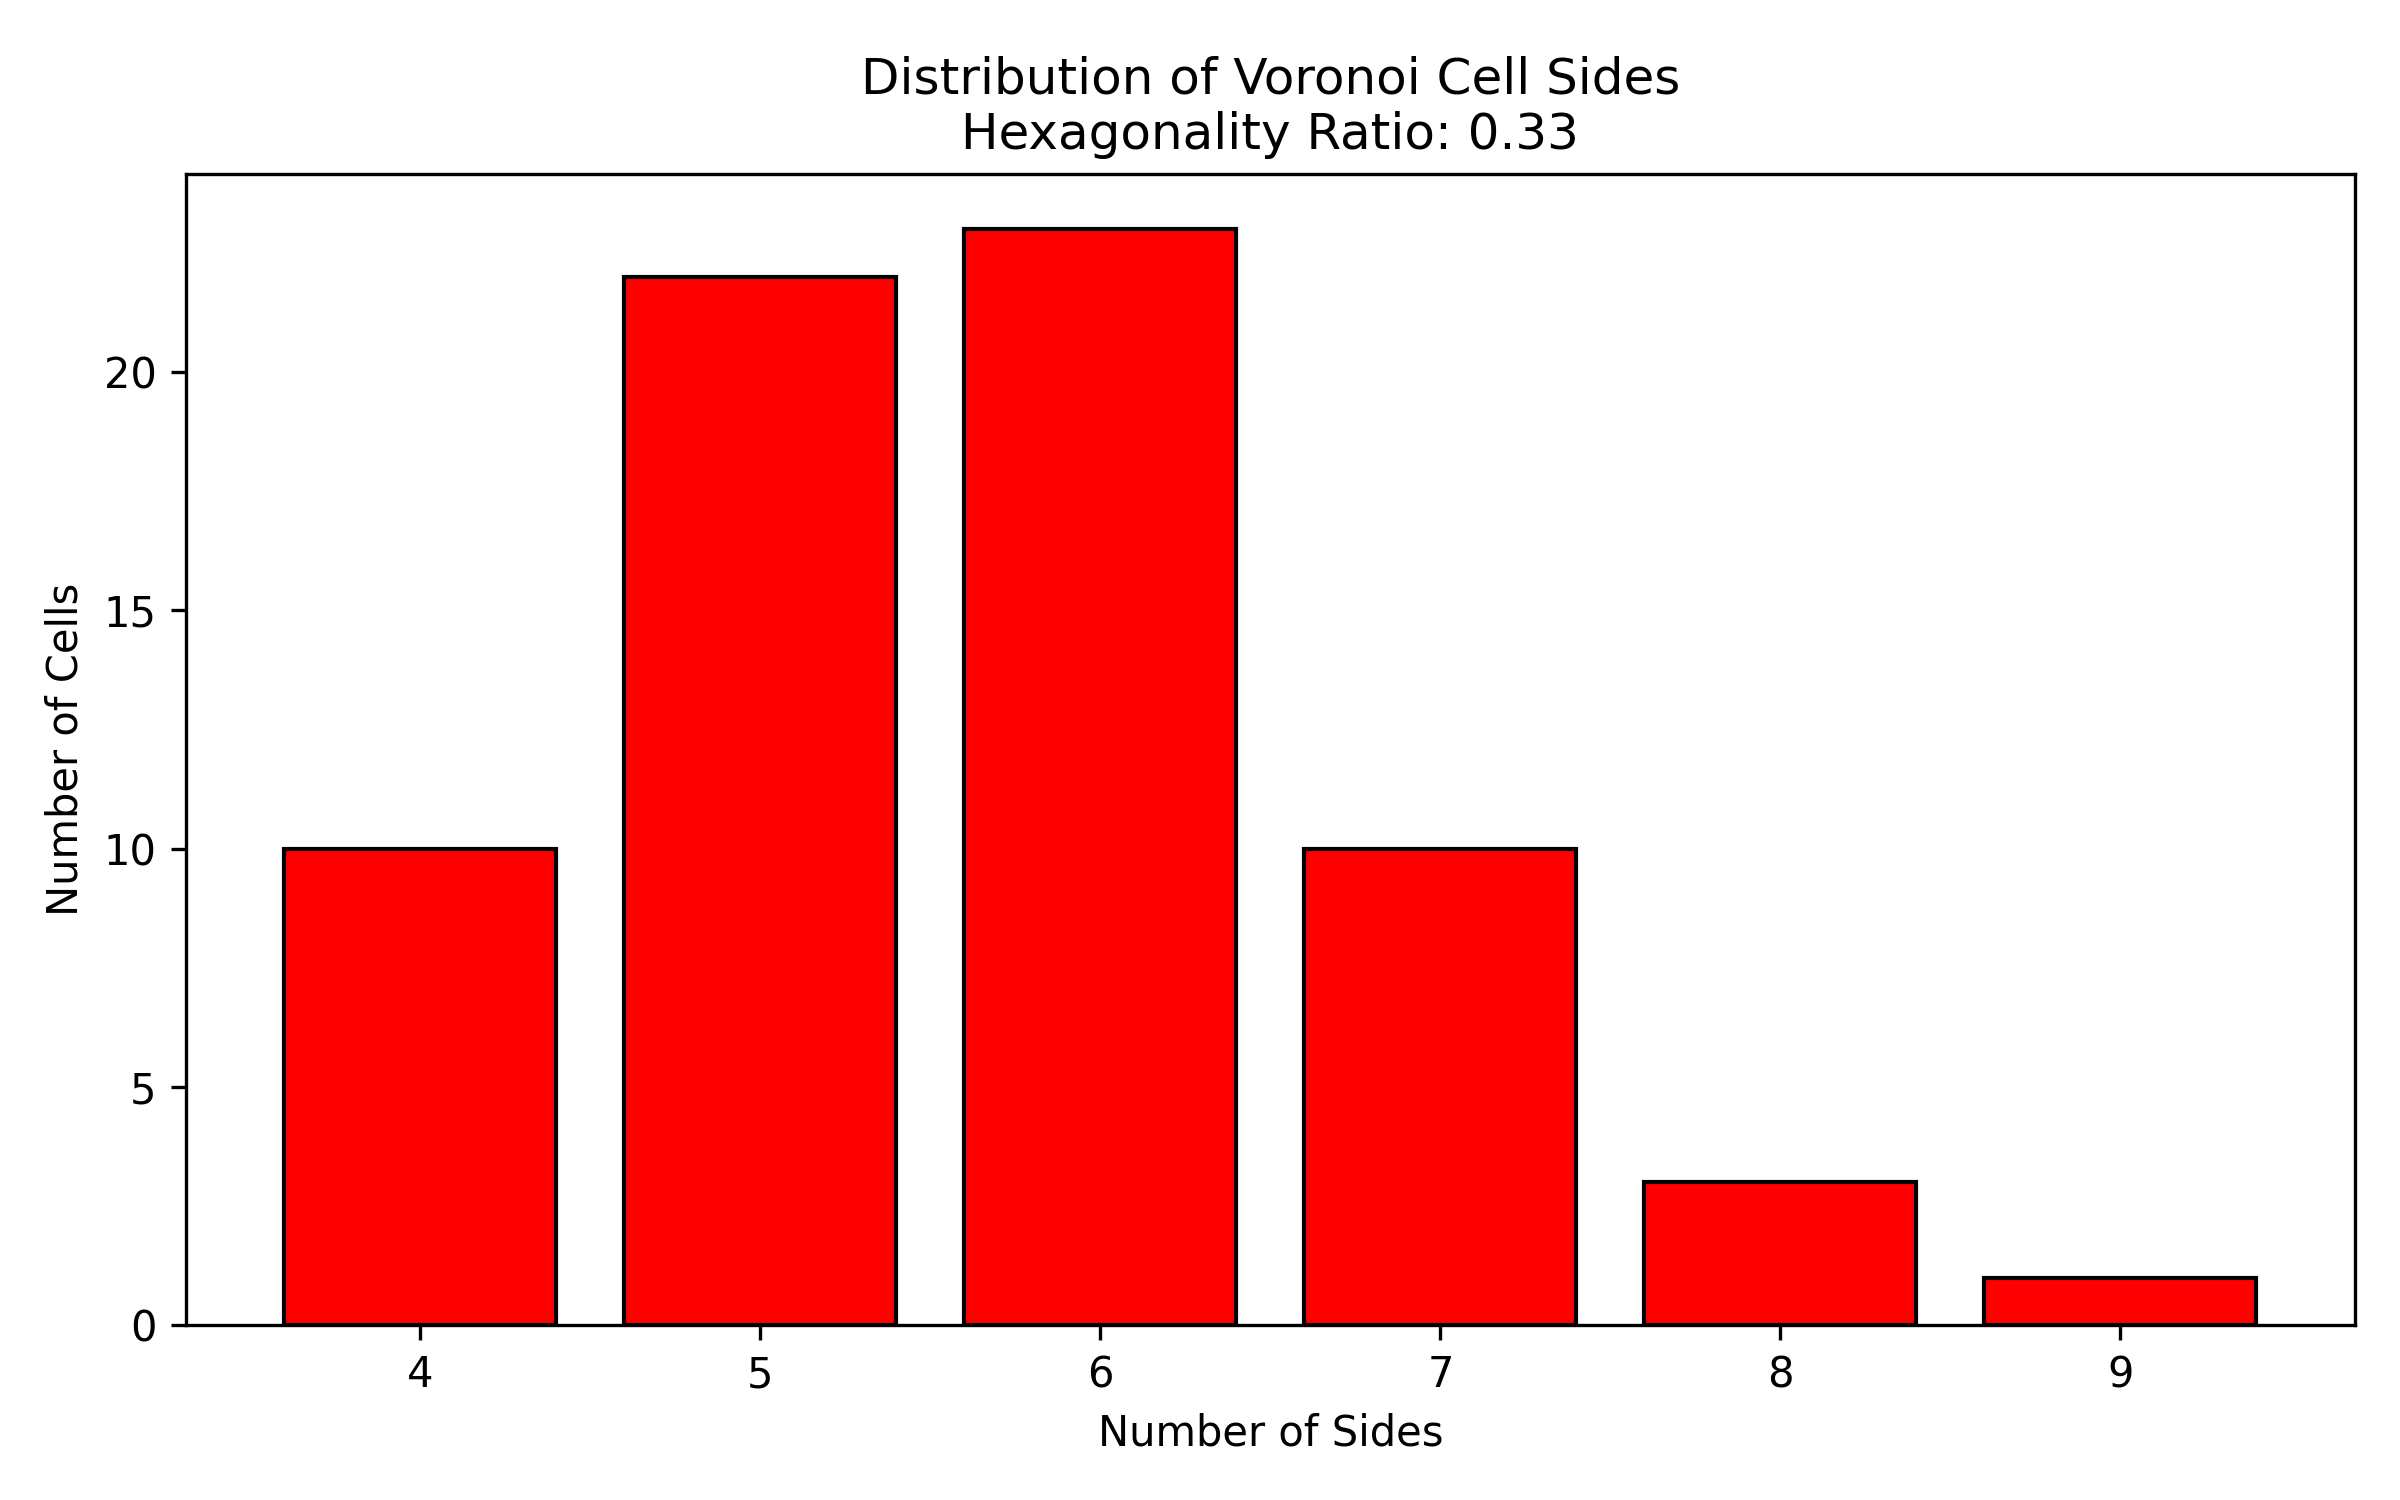 Distribution of Voronoi Cell Sides
Hexagonality Ratio: 0.33
Number of Cells
20
15
10
5
0
4 5 6 7 8 9
Number of Sides